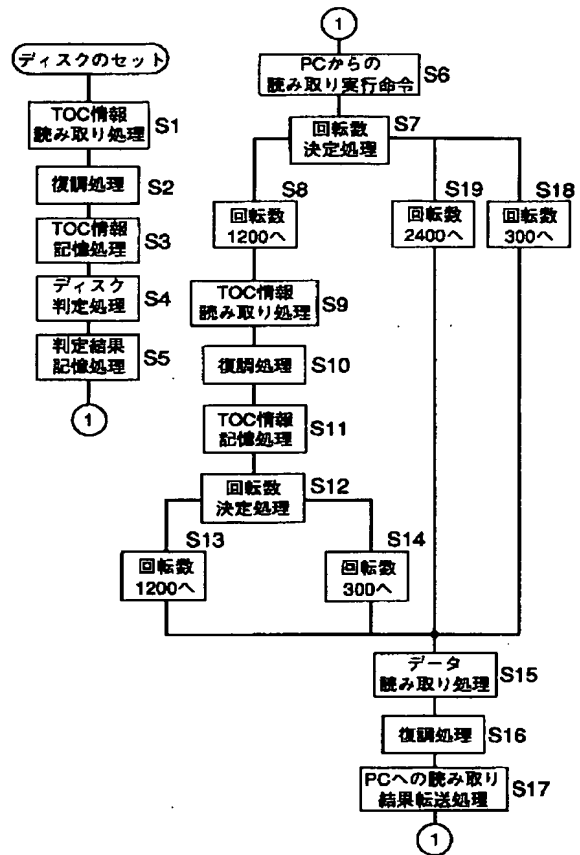 ディスクのセット
TOC情報
読み取り処理
S1
復調処理
S2
TOC情報
記憶処理
S3
ディスク
判定処理
S4
判定結果
記憶処理
S5
1
1
PCからの
読み取り実行命令
S6
回転数
決定処理
S7
S8
回転数
1200へ
S19
回転数
2400へ
S18
回転数
300へ
TOC情報
読み取り処理
S9
復調処理
S10
TOC情報
記憶処理
S11
回転数
決定処理
S12
S13
回転数
1200へ
S14
回転数
300へ
データ
読み取り処理
S15
復調処理
S16
PCへの読み取り
結果転送処理
S17
1